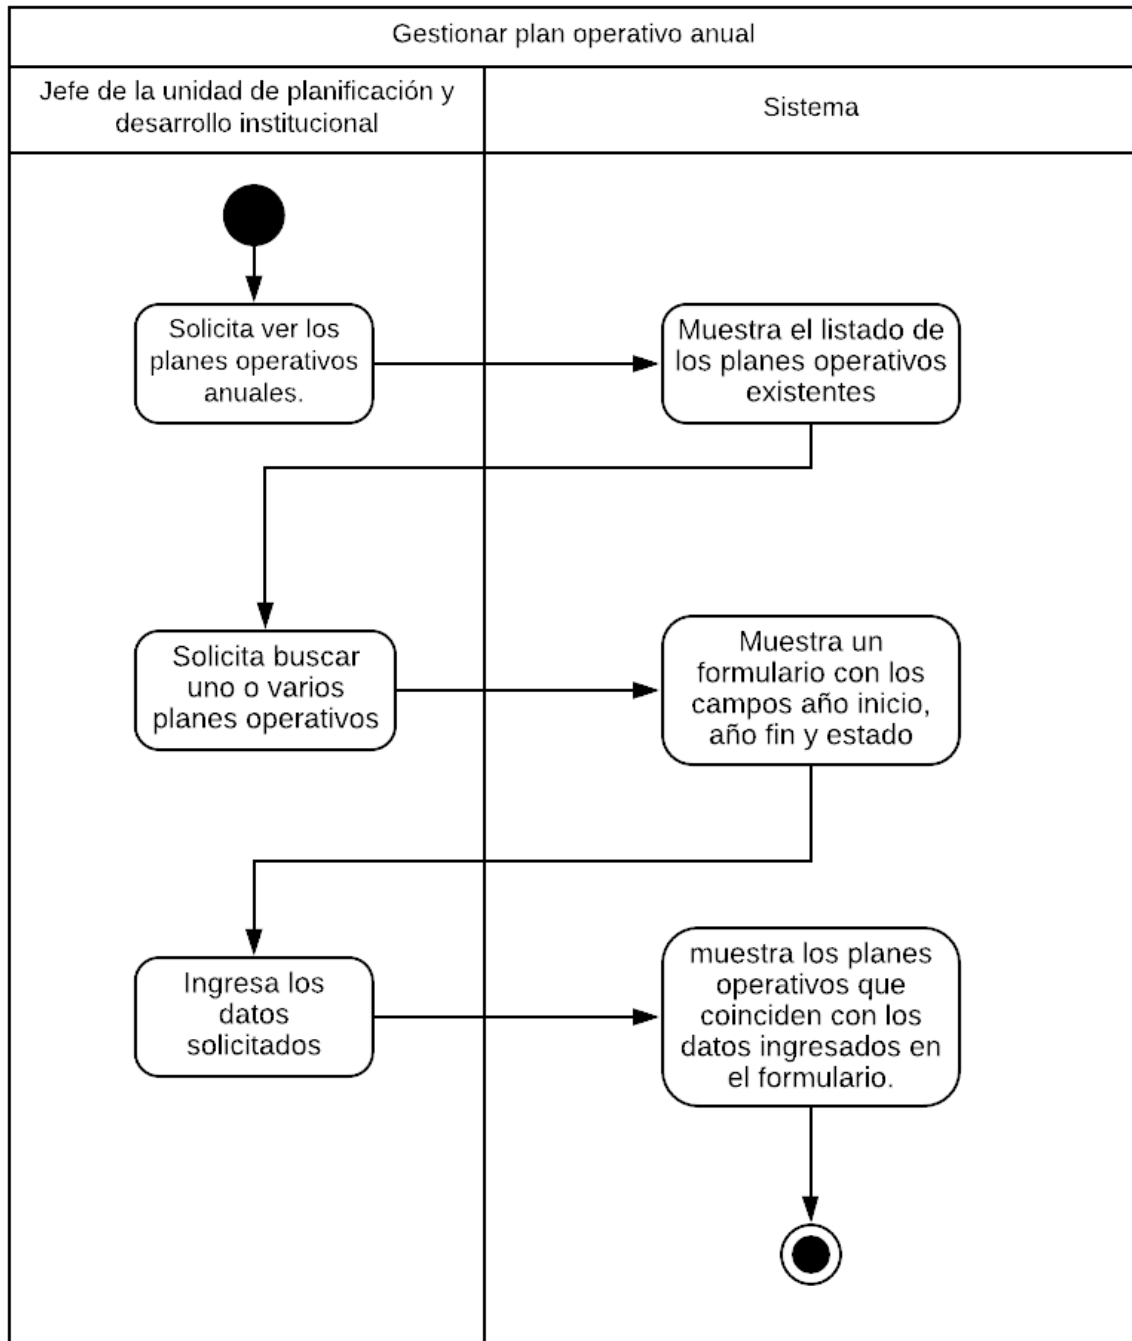 Gestionar plan operativo anual
Jefe de la unidad de planificación y
desarrollo institucional
Sistema
Solicita ver los
planes operativos
anuales.
Muestra el listado de
los planes operativos
existentes
Solicita buscar
uno o varios
planes operativos
Muestra un
formulario con los
campos año inicio,
año fin y estado
Ingresa los
datos
solicitados
muestra los planes
operativos que
coinciden con los
datos ingresados en
el formulario.